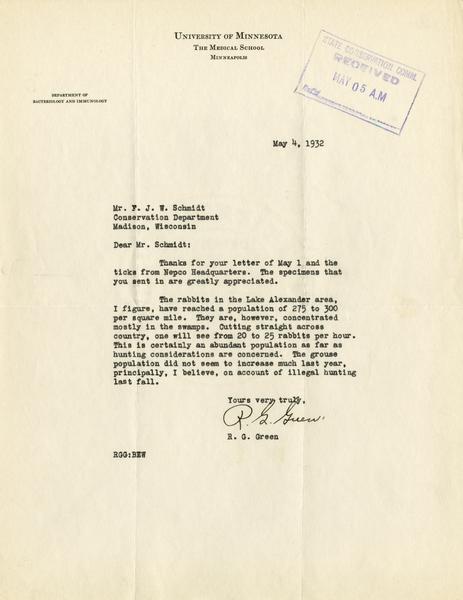 UNIVERSITY OF MINNESOTA
THE MEDICAL SCHOOL
MINNEAPOLIS
STATE CONSERVATION COMM.
RECEIVED
MAY 05 A.M
DEPARTMENT OF
BACTERIOLOGY AND IMMUNOLOGY
May 4, 1932
Mr. F. J. W. Schmidt
Conservation Department
Madison, Wisconsin
Dear Mr. Schmidt:
Thanks for your letter of May 1 and the
ticks from Nepco Headquarters. The specimens that
you sent in are greatly appreciated.
The rabbits in the Lake Alexander area,
I figure, have reached a population of 275 to 300
per square mile. They are, however, concentrated
mostly in the swamps. Cutting straight across
country, one will see from 20 to 25 rabbits per hour.
This is certainly an abundant population as far as
hunting considerations are concerned. The grouse
population did not seem to increase much last year,
principally, I believe, on account of illegal hunting
last fall.
Yours very truly,
R. G. Green.
R. G. Green
RGG:BEW